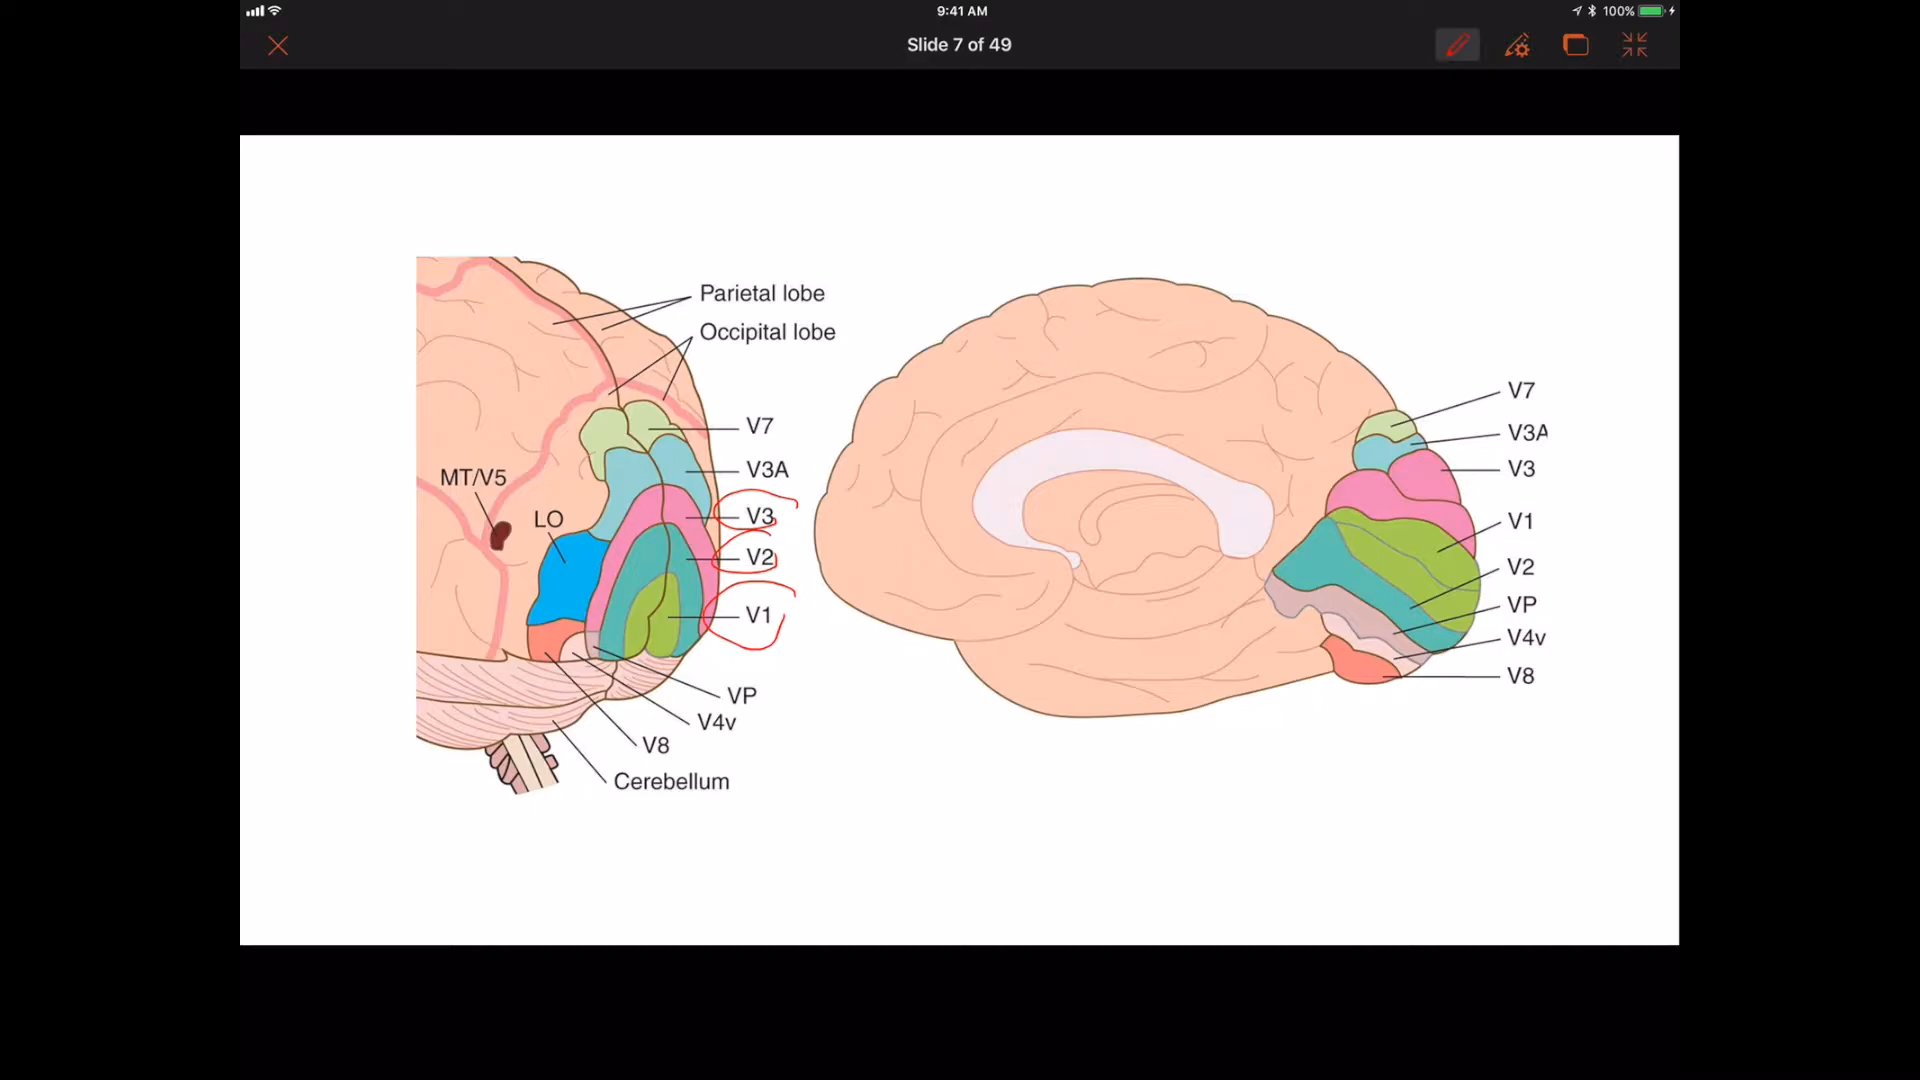 9:41 AM
100%
Slide 7 of 49
Parietal lobe
Occipital lobe
V7
V3A
MT/V5
LO
V3
V2
V1
VP
V4v
V8
Cerebellum
V7
V3A
V3
V1
V2
VP
V4v
V8